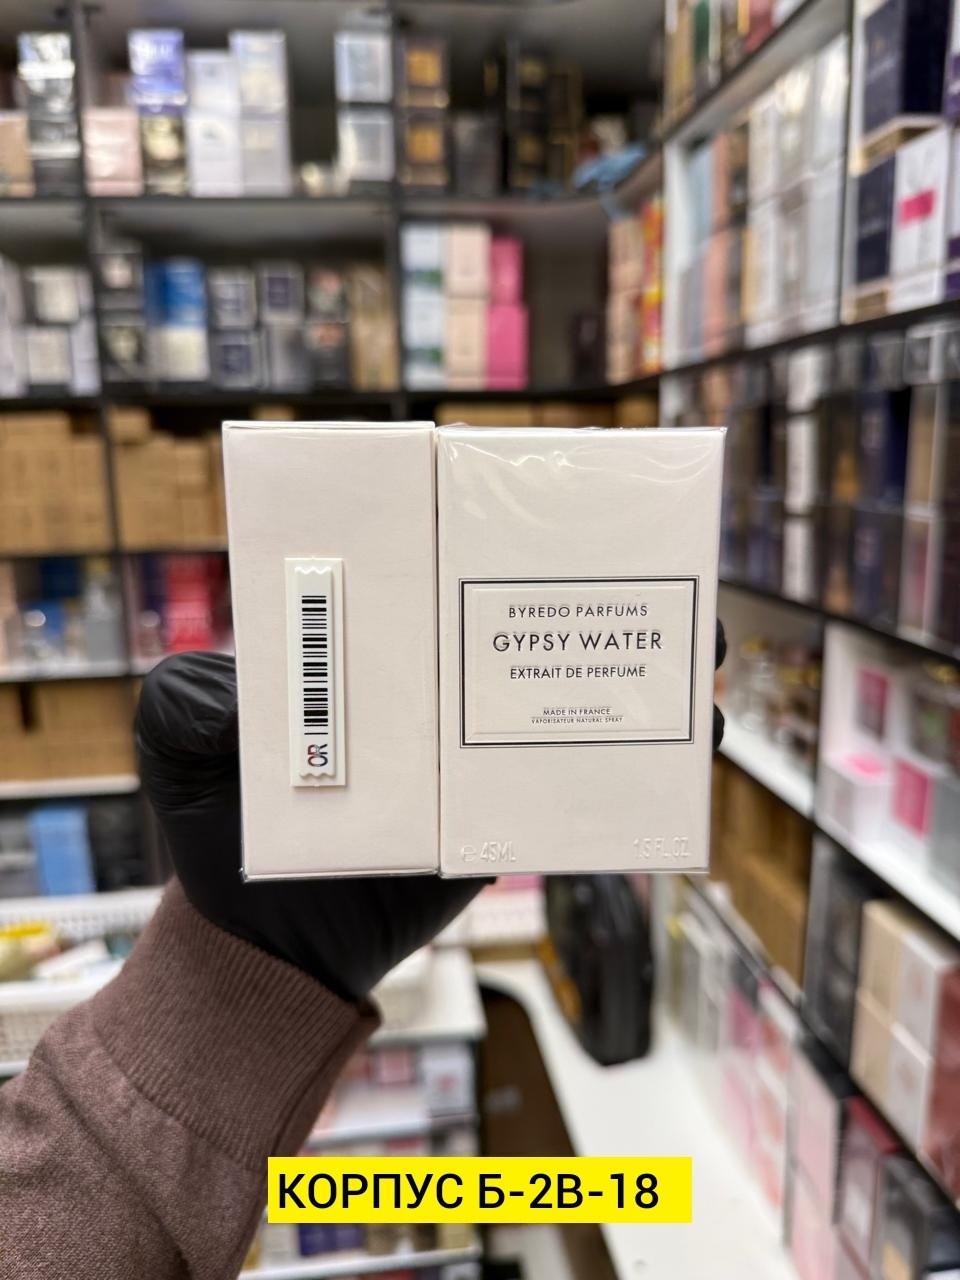 OR
BYREDO PARFUMS
GYPSY WATER
EXTRAIT DE PERFUME
MADE IN FRANCE
VAPORISATEUR NATURAL SPRAY
e 45ML
1.5 FL.OZ.
КОРПУС Б-2В-18